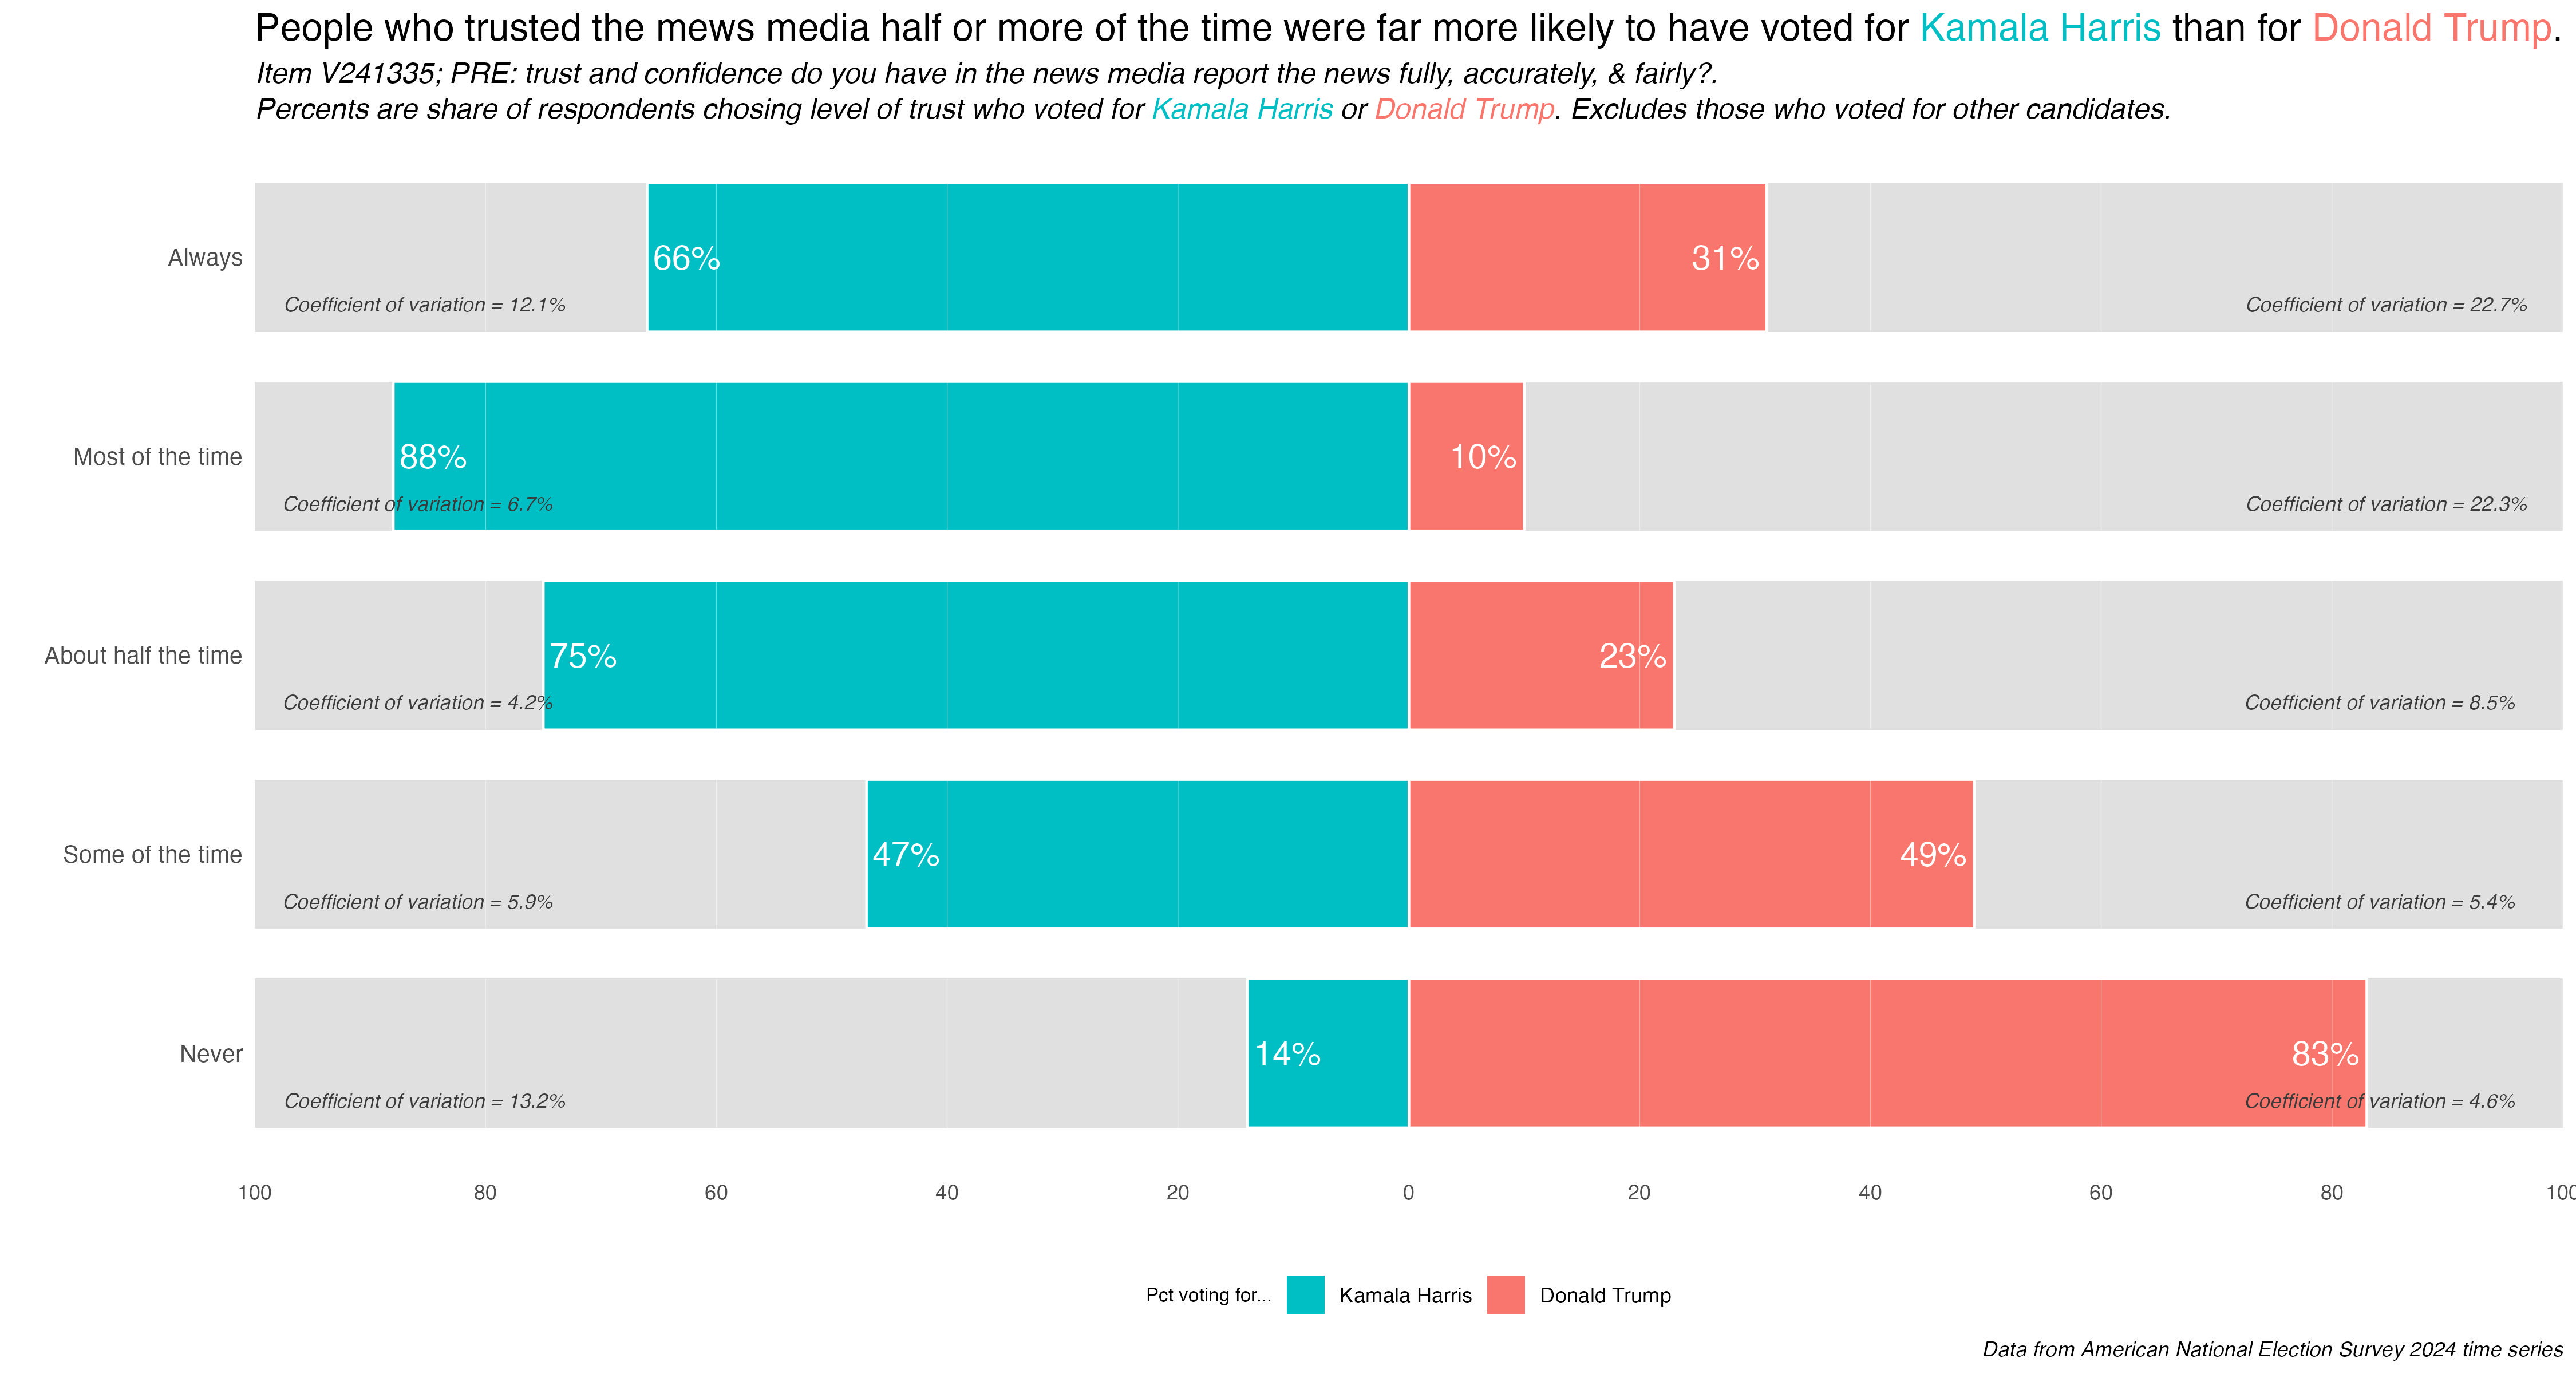 People who trusted the mews media half or more of the time were far more likely to have voted for Kamala Harris than for Donald Trump.
Item V241335; PRE: trust and confidence do you have in the news media report the news fully, accurately, & fairly?.
Percents are share of respondents chosing level of trust who voted for Kamala Harris or Donald Trump. Excludes those who voted for other candidates.
Always
66%
31%
Coefficient of variation = 12.1%
Coefficient of variation = 22.7%
Most of the time
88%
10%
Coefficient of variation = 6.7%
Coefficient of variation = 22.3%
About half the time
75%
23%
Coefficient of variation = 4.2%
Coefficient of variation = 8.5%
Some of the time
47%
49%
Coefficient of variation = 5.9%
Coefficient of variation = 5.4%
Never
14%
83%
Coefficient of variation = 13.2%
Coefficient of variation = 4.6%
100 80 60 40 20 0 20 40 60 80 100
Pct voting for... Kamala Harris Donald Trump
Data from American National Election Survey 2024 time series